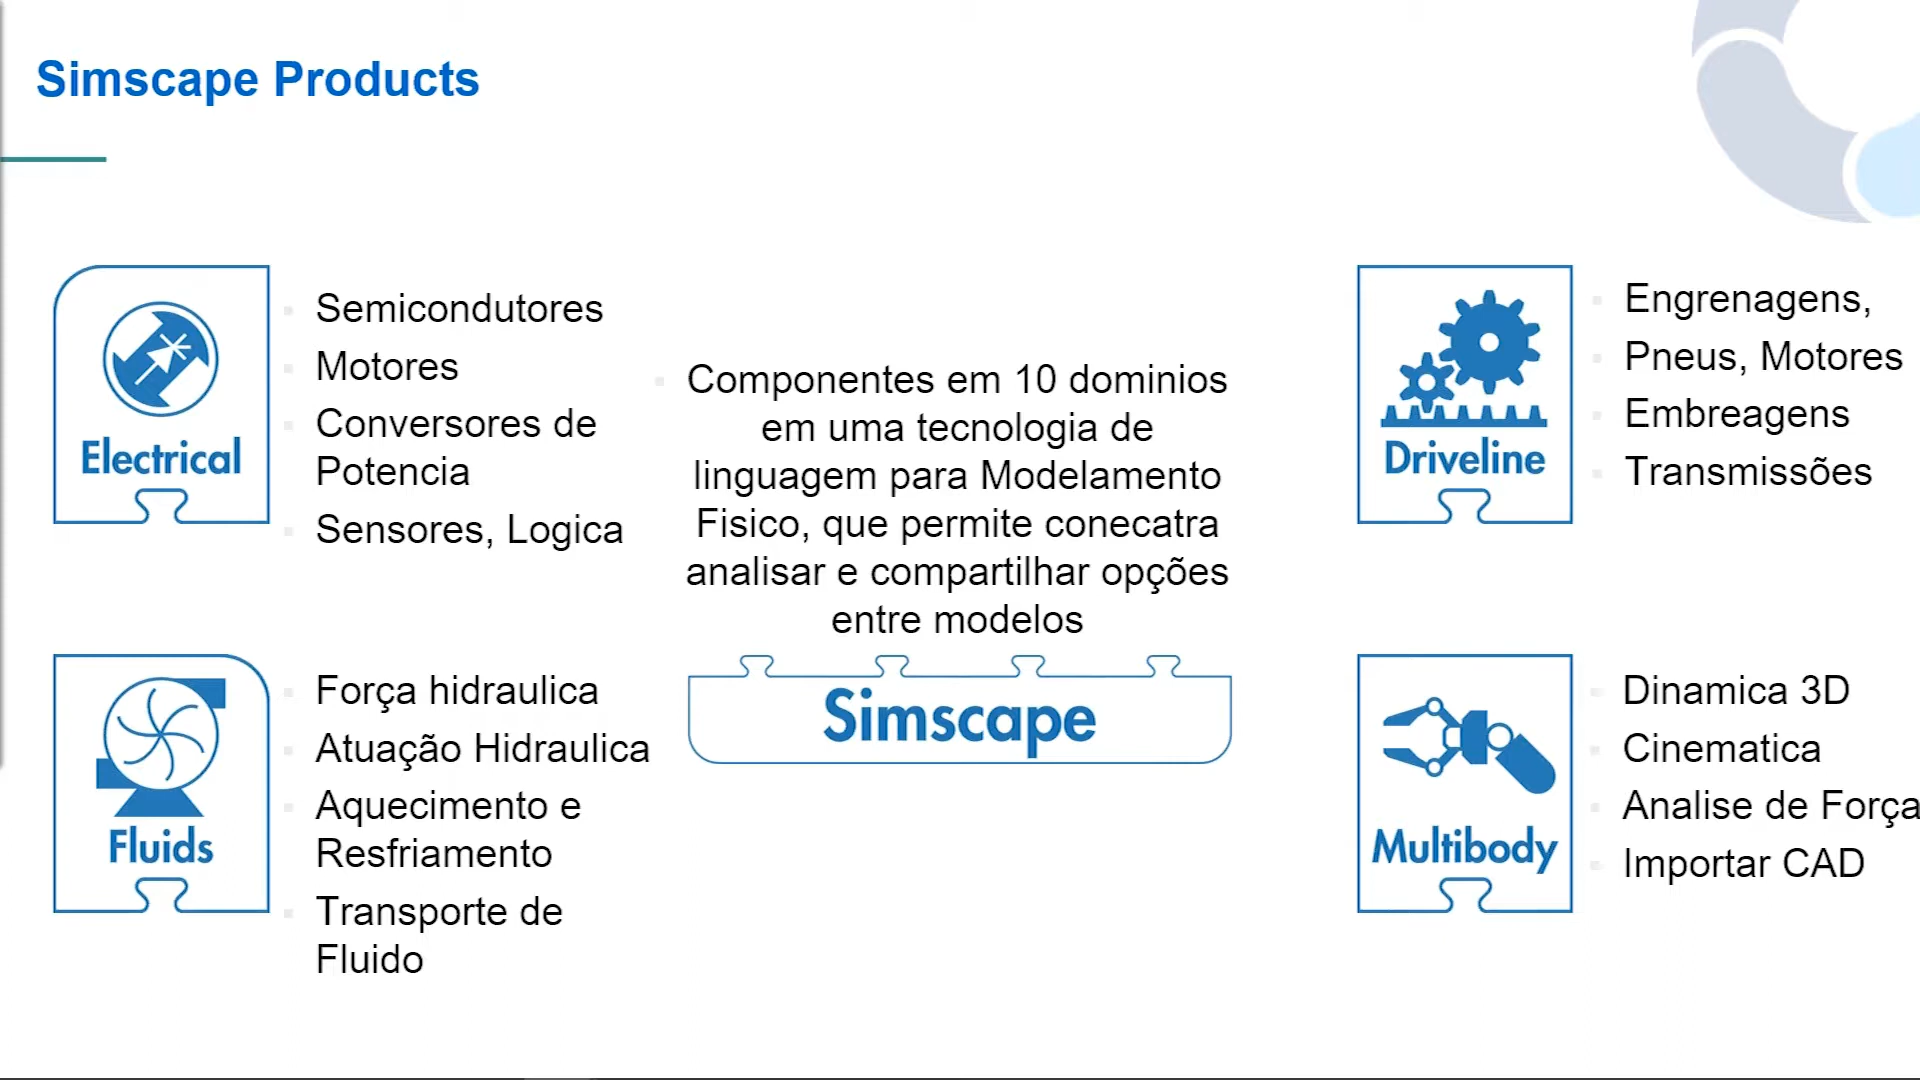 Simscape Products
Electrical
Semicondutores
Motores
Conversores de
Potencia
Sensores, Logica
Componentes em 10 dominios
em uma tecnologia de
linguagem para Modelamento
Fisico, que permite conecatra
analisar e compartilhar opções
entre modelos
Simscape
Driveline
Engrenagens,
Pneus, Motores
Embreagens
Transmissões
Fluids
Força hidraulica
Atuação Hidraulica
Aquecimento e
Resfriamento
Transporte de
Fluido
Multibody
Dinamica 3D
Cinematica
Analise de Força
Importar CAD